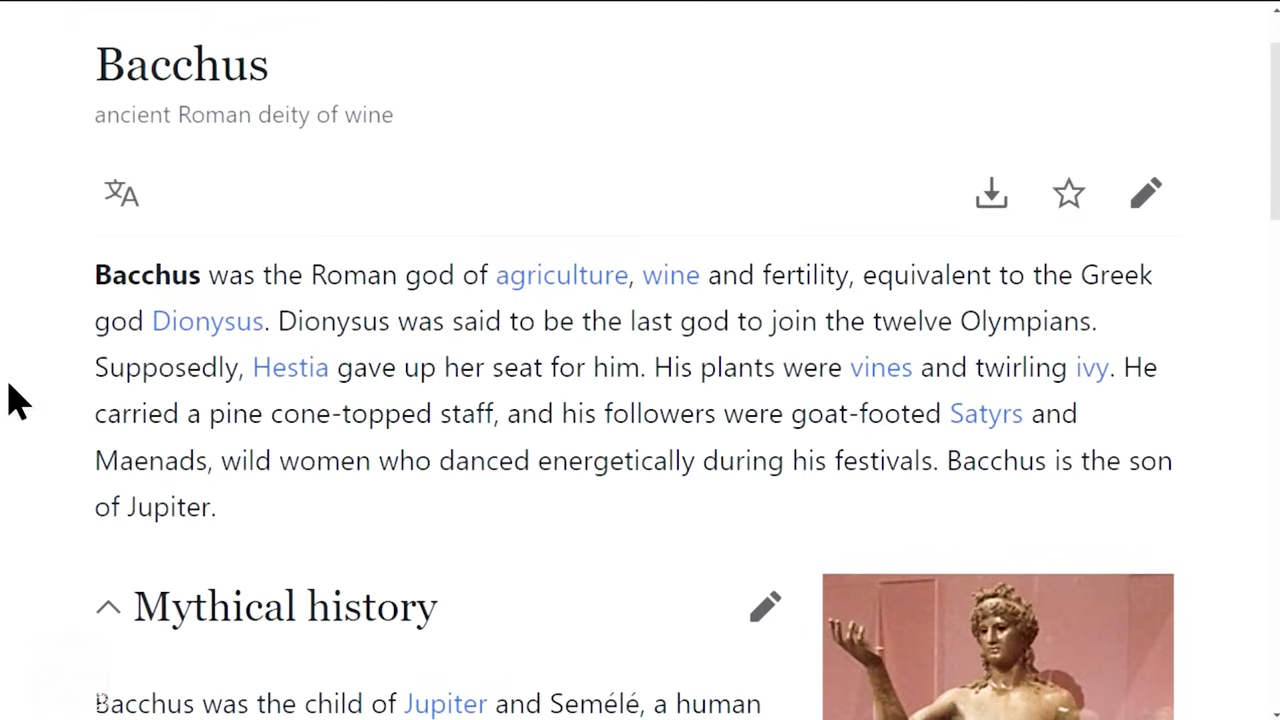 Bacchus
ancient Roman deity of wine
Bacchus was the Roman god of agriculture, wine and fertility, equivalent to the Greek
god Dionysus. Dionysus was said to be the last god to join the twelve Olympians.
Supposedly, Hestia gave up her seat for him. His plants were vines and twirling ivy. He
carried a pine cone-topped staff, and his followers were goat-footed Satyrs and
Maenads, wild women who danced energetically during his festivals. Bacchus is the son
of Jupiter.
Mythical history
Bacchus was the child of Jupiter and Semélé, a human